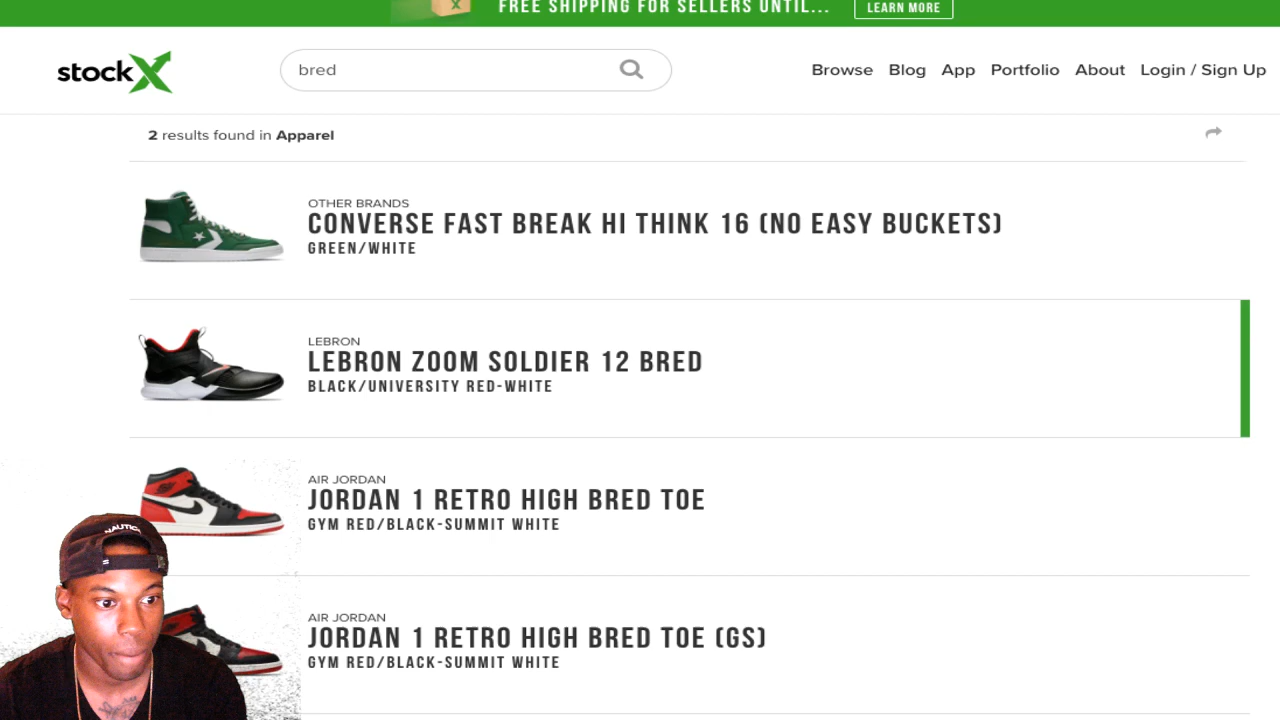 FREE SHIPPING FOR SELLERS UNTIL...
LEARN MORE
stockX
bred
Browse
Blog
App
Portfolio
About
Login / Sign Up
2 results found in Apparel
OTHER BRANDS
CONVERSE FAST BREAK HI THINK 16 (NO EASY BUCKETS)
GREEN/WHITE
LEBRON
LEBRON ZOOM SOLDIER 12 BRED
BLACK/UNIVERSITY RED-WHITE
AIR JORDAN
JORDAN 1 RETRO HIGH BRED TOE
GYM RED/BLACK-SUMMIT WHITE
AIR JORDAN
JORDAN 1 RETRO HIGH BRED TOE (GS)
GYM RED/BLACK-SUMMIT WHITE
NAUTICA